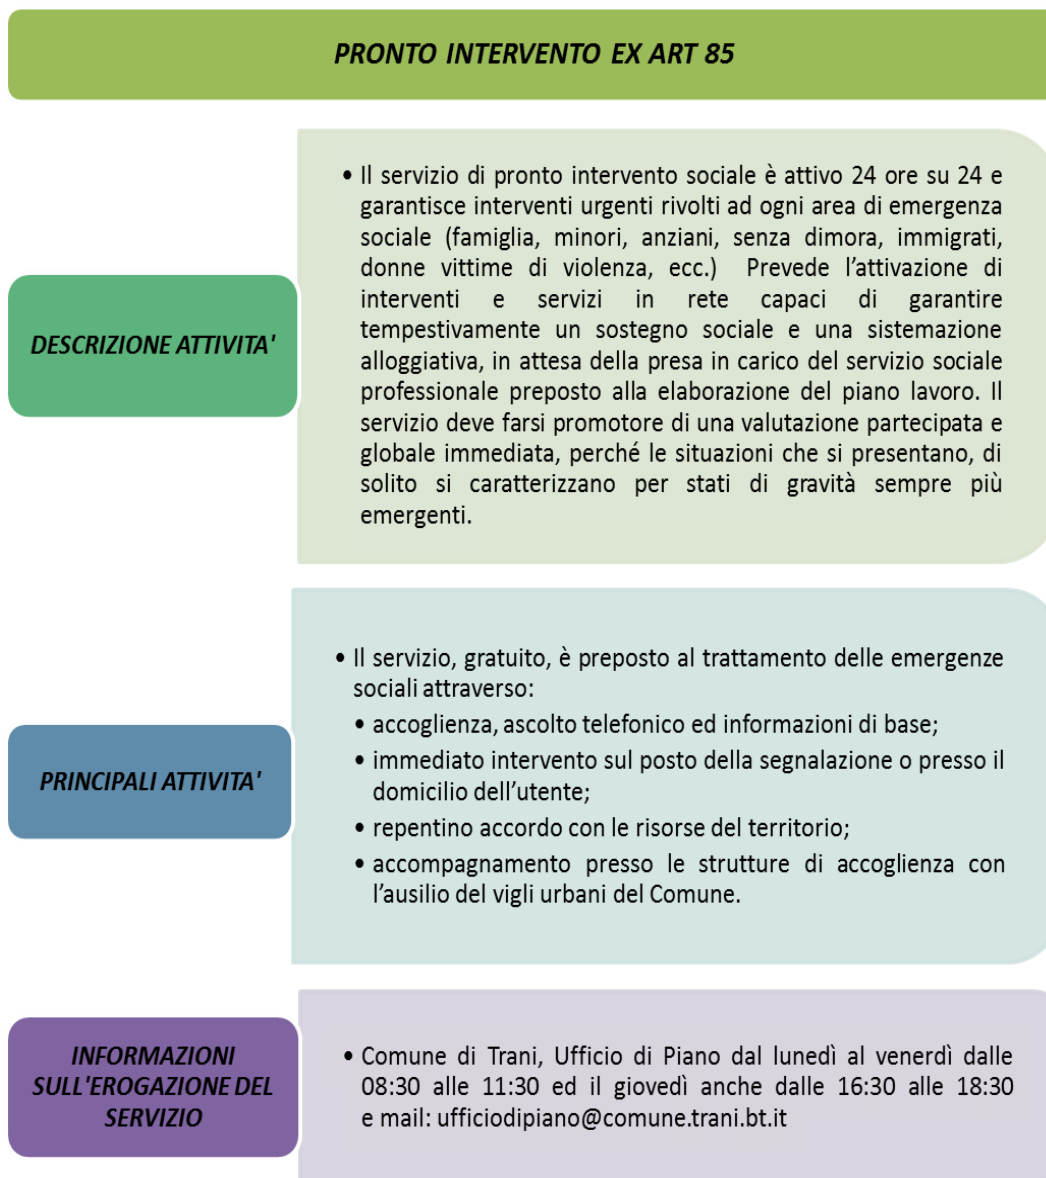 PRONTO INTERVENTO EX ART 85
DESCRIZIONE ATTIVITA'
• Il servizio di pronto intervento sociale è attivo 24 ore su 24 e
garantisce interventi urgenti rivolti ad ogni area di emergenza
sociale (famiglia, minori, anziani, senza dimora, immigrati,
donne vittime di violenza, ecc.) Prevede l’attivazione di
interventi e servizi in rete capaci di garantire
tempestivamente un sostegno sociale e una sistemazione
alloggiativa, in attesa della presa in carico del servizio sociale
professionale preposto alla elaborazione del piano lavoro. Il
servizio deve farsi promotore di una valutazione partecipata e
globale immediata, perché le situazioni che si presentano, di
solito si caratterizzano per stati di gravità sempre più
emergenti.
PRINCIPALI ATTIVITA'
• Il servizio, gratuito, è preposto al trattamento delle emergenze
sociali attraverso:
• accoglienza, ascolto telefonico ed informazioni di base;
• immediato intervento sul posto della segnalazione o presso il
domicilio dell’utente;
• repentino accordo con le risorse del territorio;
• accompagnamento presso le strutture di accoglienza con
l’ausilio del vigli urbani del Comune.
INFORMAZIONI
SULL'EROGAZIONE DEL
SERVIZIO
• Comune di Trani, Ufficio di Piano dal lunedì al venerdì dalle
08:30 alle 11:30 ed il giovedì anche dalle 16:30 alle 18:30
e mail: ufficiodipiano@comune.trani.bt.it